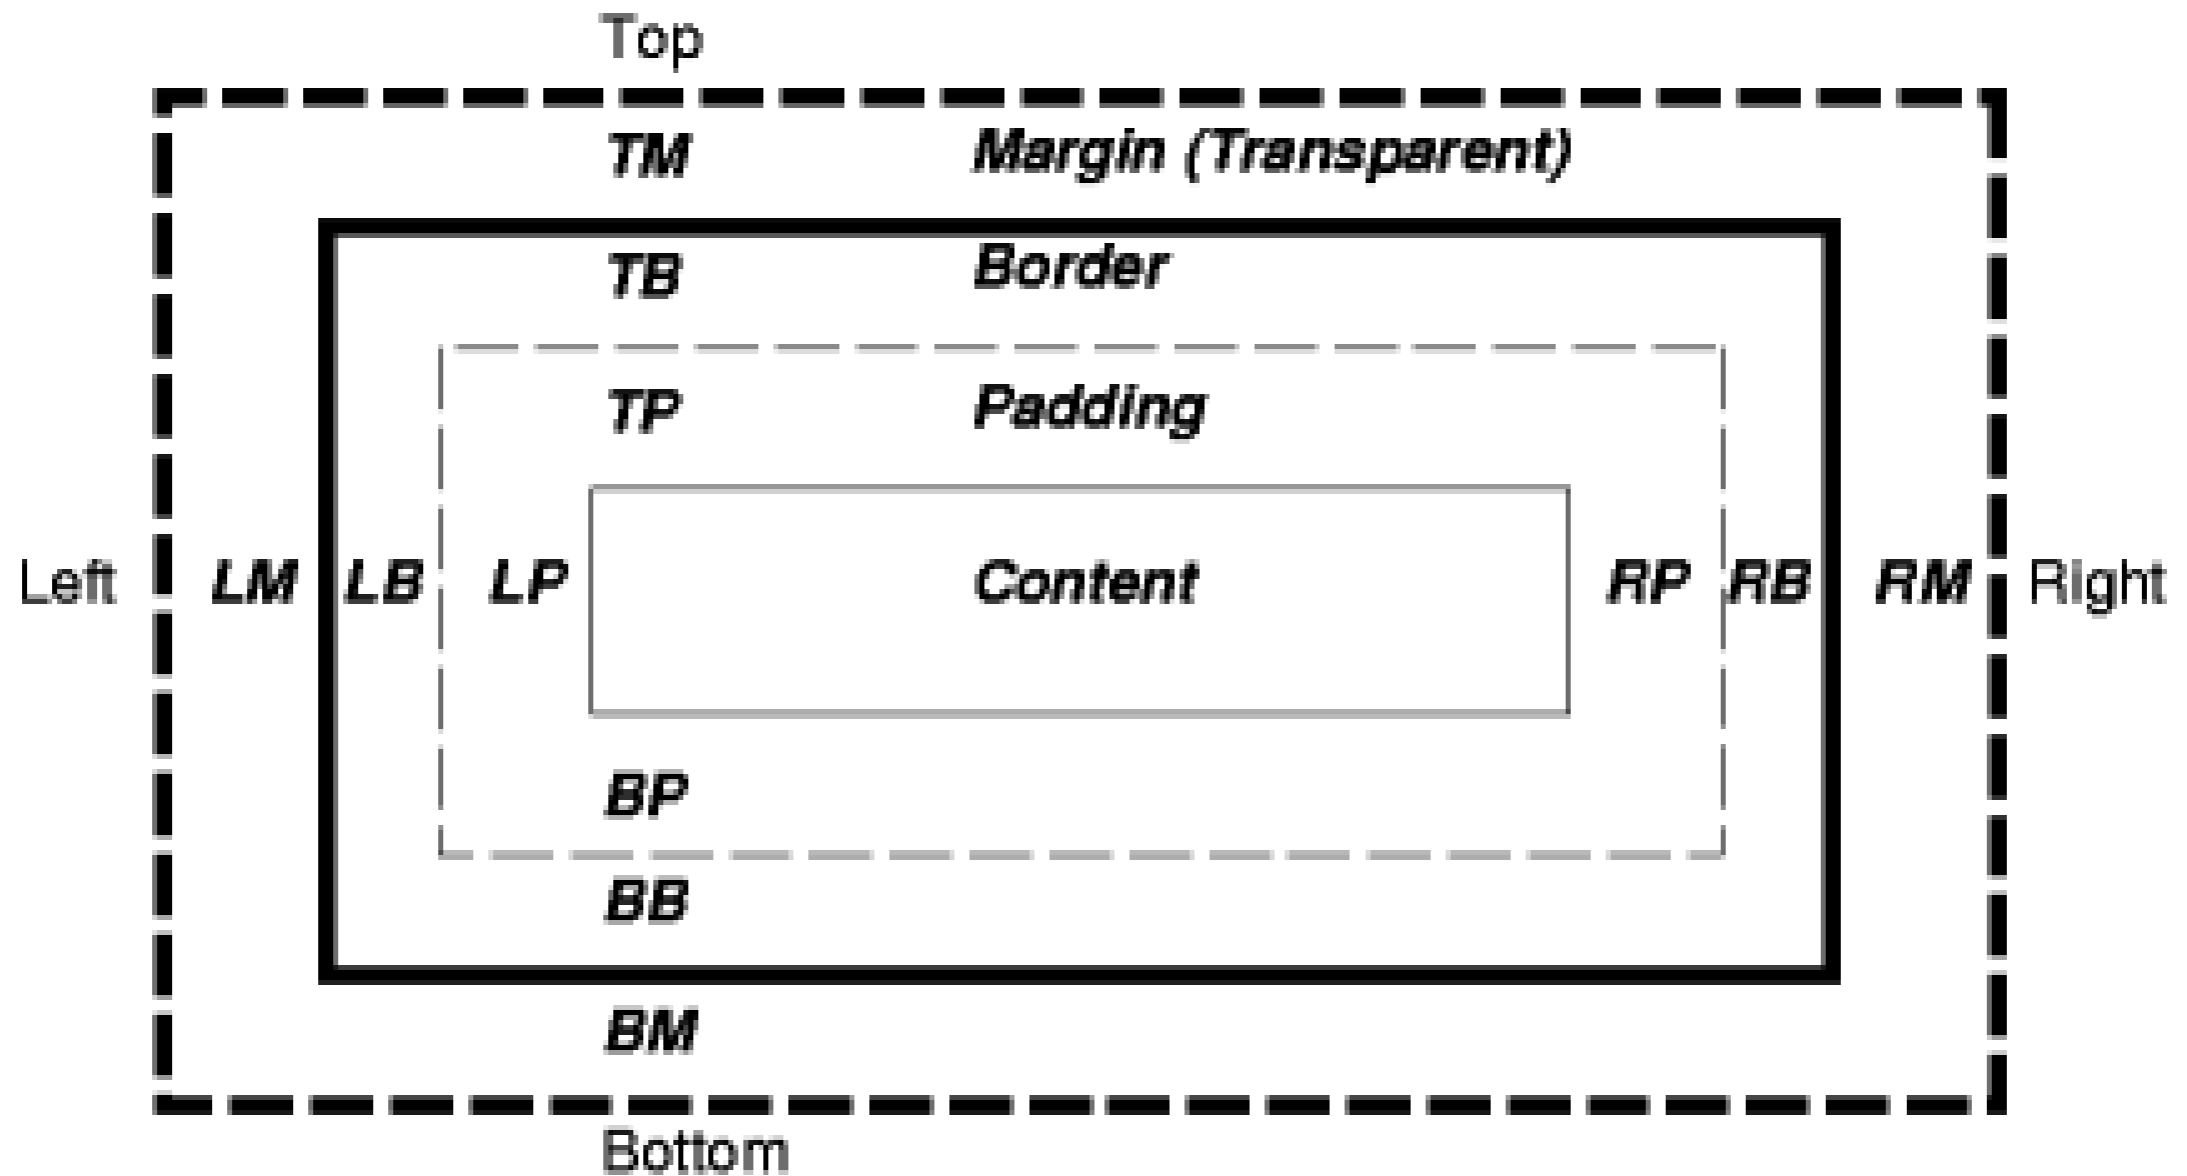 Top
TM Margin (Transparent)
TB Border
TP Padding
Left LM LB LP Content RP RB RM Right
BP
BB
BM
Bottom